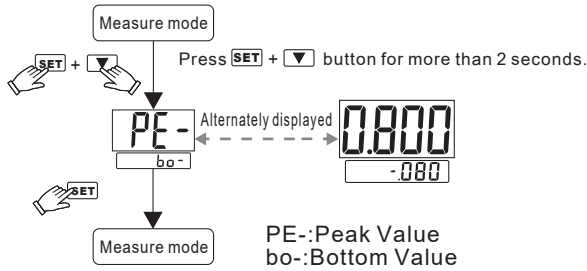 Measure mode
SET + ▼
Press SET + ▼ button for more than 2 seconds.
PE-
bo-
Alternately displayed
0.800
-.080
SET
Measure mode
PE-:Peak Value
bo-:Bottom Value